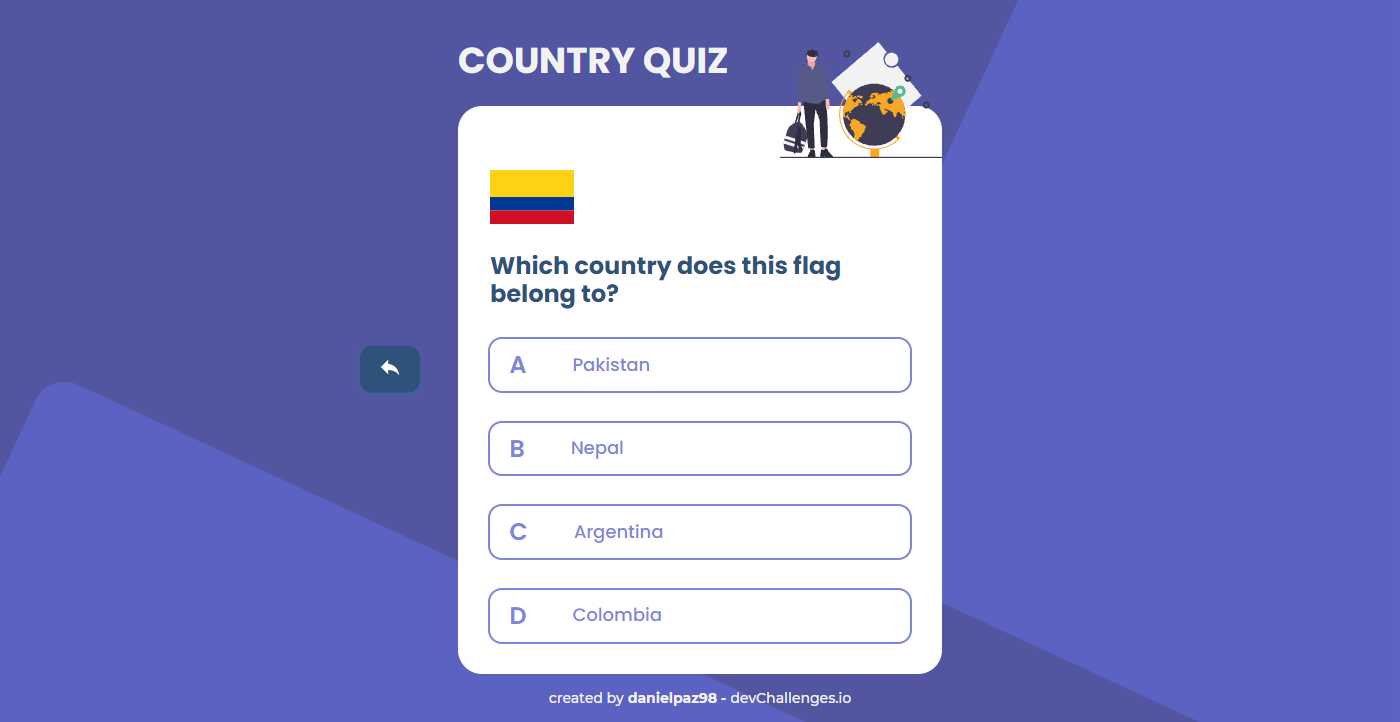 COUNTRY QUIZ
Which country does this flag
belong to?
A Pakistan
B Nepal
C Argentina
D Colombia
created by danielpaz98 - devChallenges.io